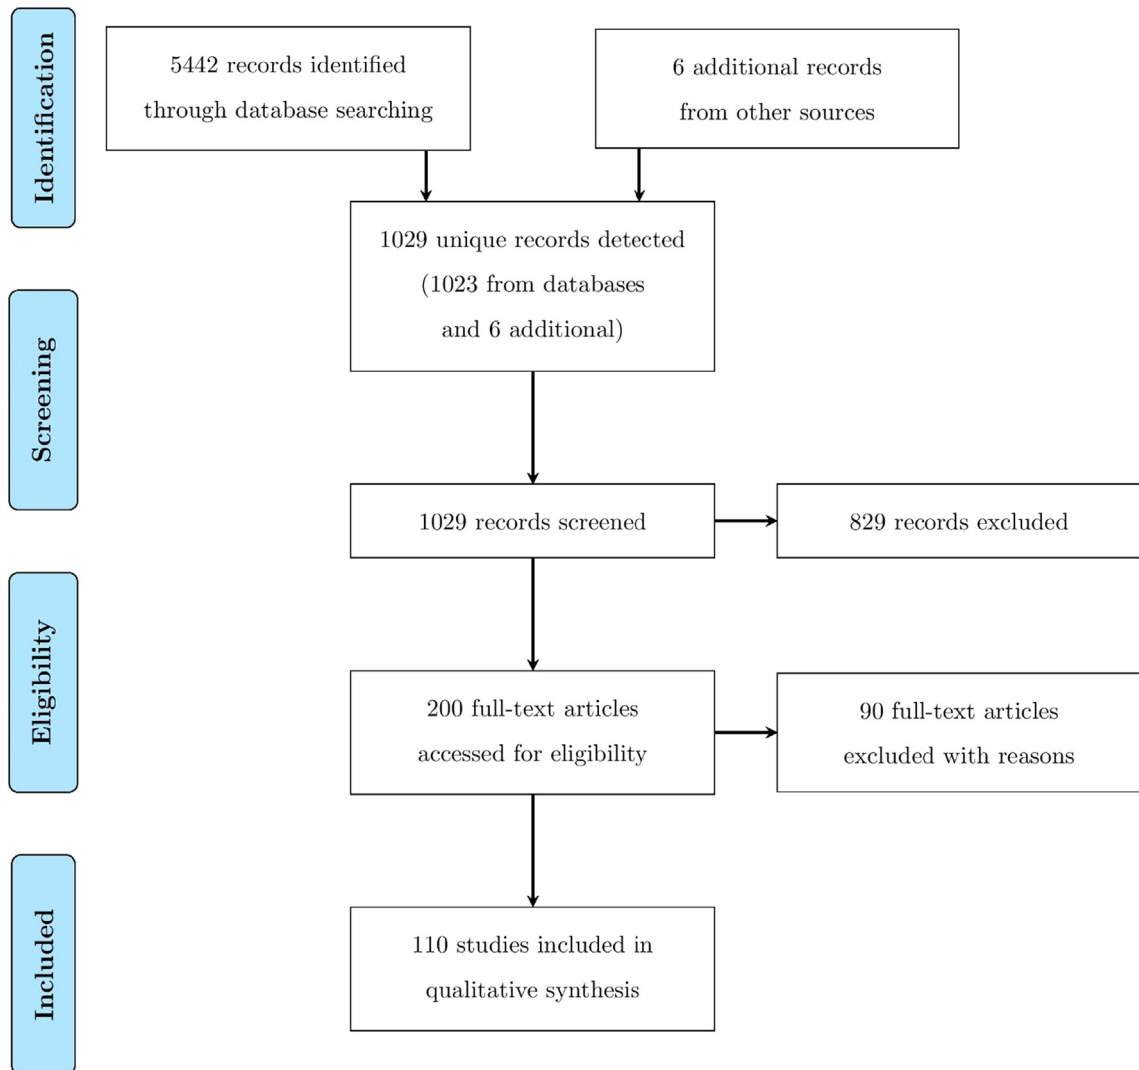 Identification
5442 records identified
through database searching
6 additional records
from other sources
1029 unique records detected
(1023 from databases
and 6 additional)
Screening
1029 records screened
829 records excluded
Eligibility
200 full-text articles
accessed for eligibility
90 full-text articles
excluded with reasons
Included
110 studies included in
qualitative synthesis